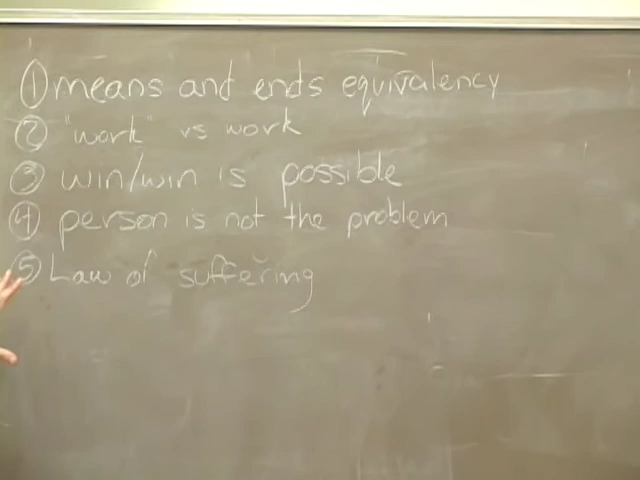 ① means and ends equivalency
② "work" vs work
③ win/win is possible
④ person is not the problem
⑤ Law of suffering